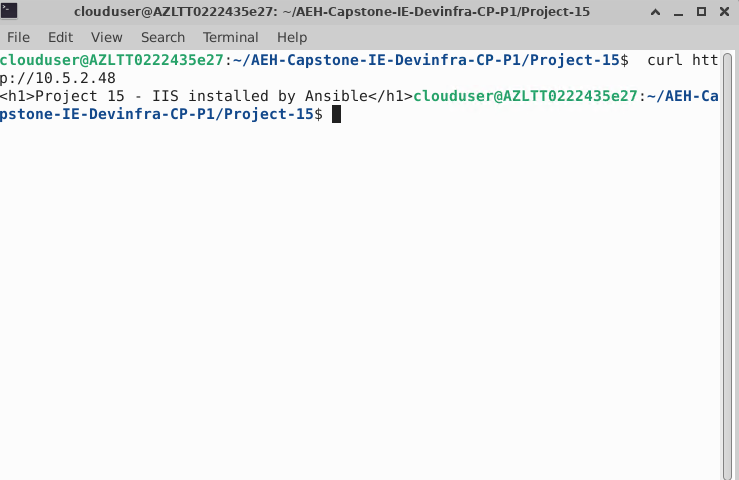 clouduser@AZLTT0222435e27: ~/AEH-Capstone-IE-Devinfra-CP-P1/Project-15
File Edit View Search Terminal Help
clouduser@AZLTT0222435e27:~/AEH-Capstone-IE-Devinfra-CP-P1/Project-15$  curl htt
p://10.5.2.48
<h1>Project 15 - IIS installed by Ansible</h1>clouduser@AZLTT0222435e27:~/AEH-Ca
pstone-IE-Devinfra-CP-P1/Project-15$